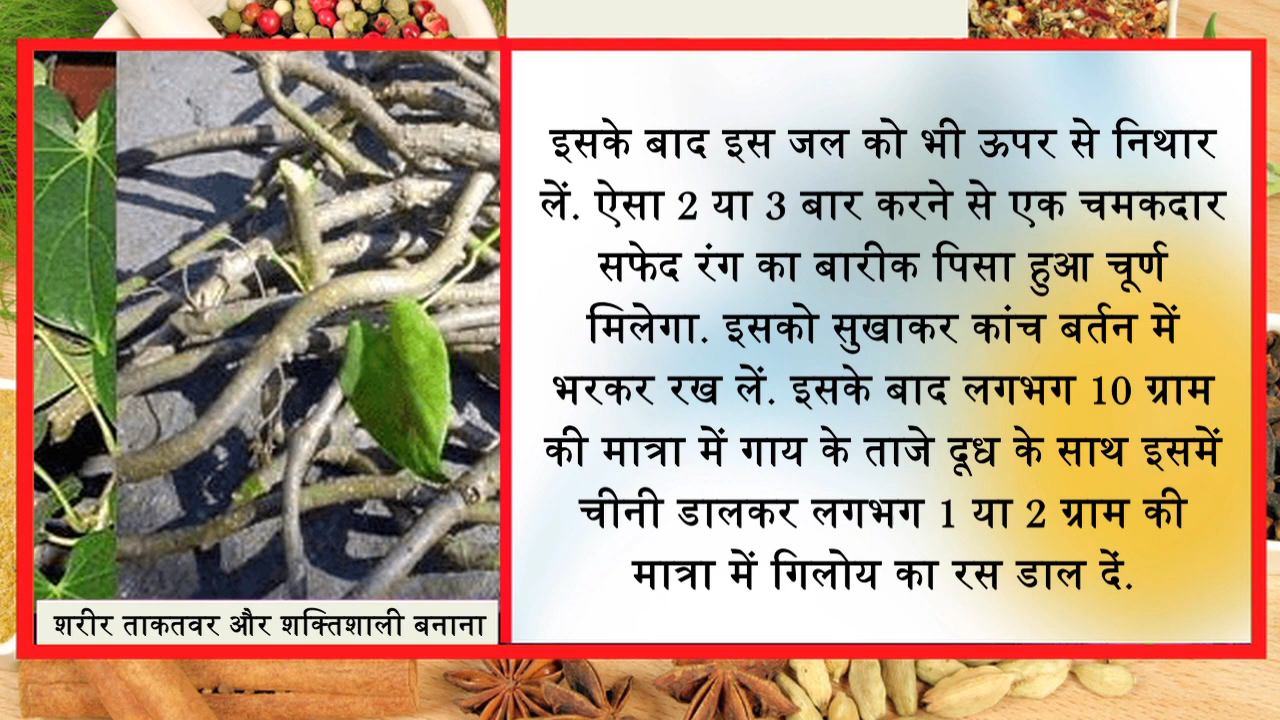 इसके बाद इस जल को भी ऊपर से निथार
लें. ऐसा 2 या 3 बार करने से एक चमकदार
सफेद रंग का बारीक पिसा हुआ चूर्ण
मिलेगा. इसको सुखाकर कांच बर्तन में
भरकर रख लें. इसके बाद लगभग 10 ग्राम
की मात्रा में गाय के ताजे दूध के साथ इसमें
चीनी डालकर लगभग 1 या 2 ग्राम की
मात्रा में गिलोय का रस डाल दें.
शरीर ताकतवर और शक्तिशाली बनाना